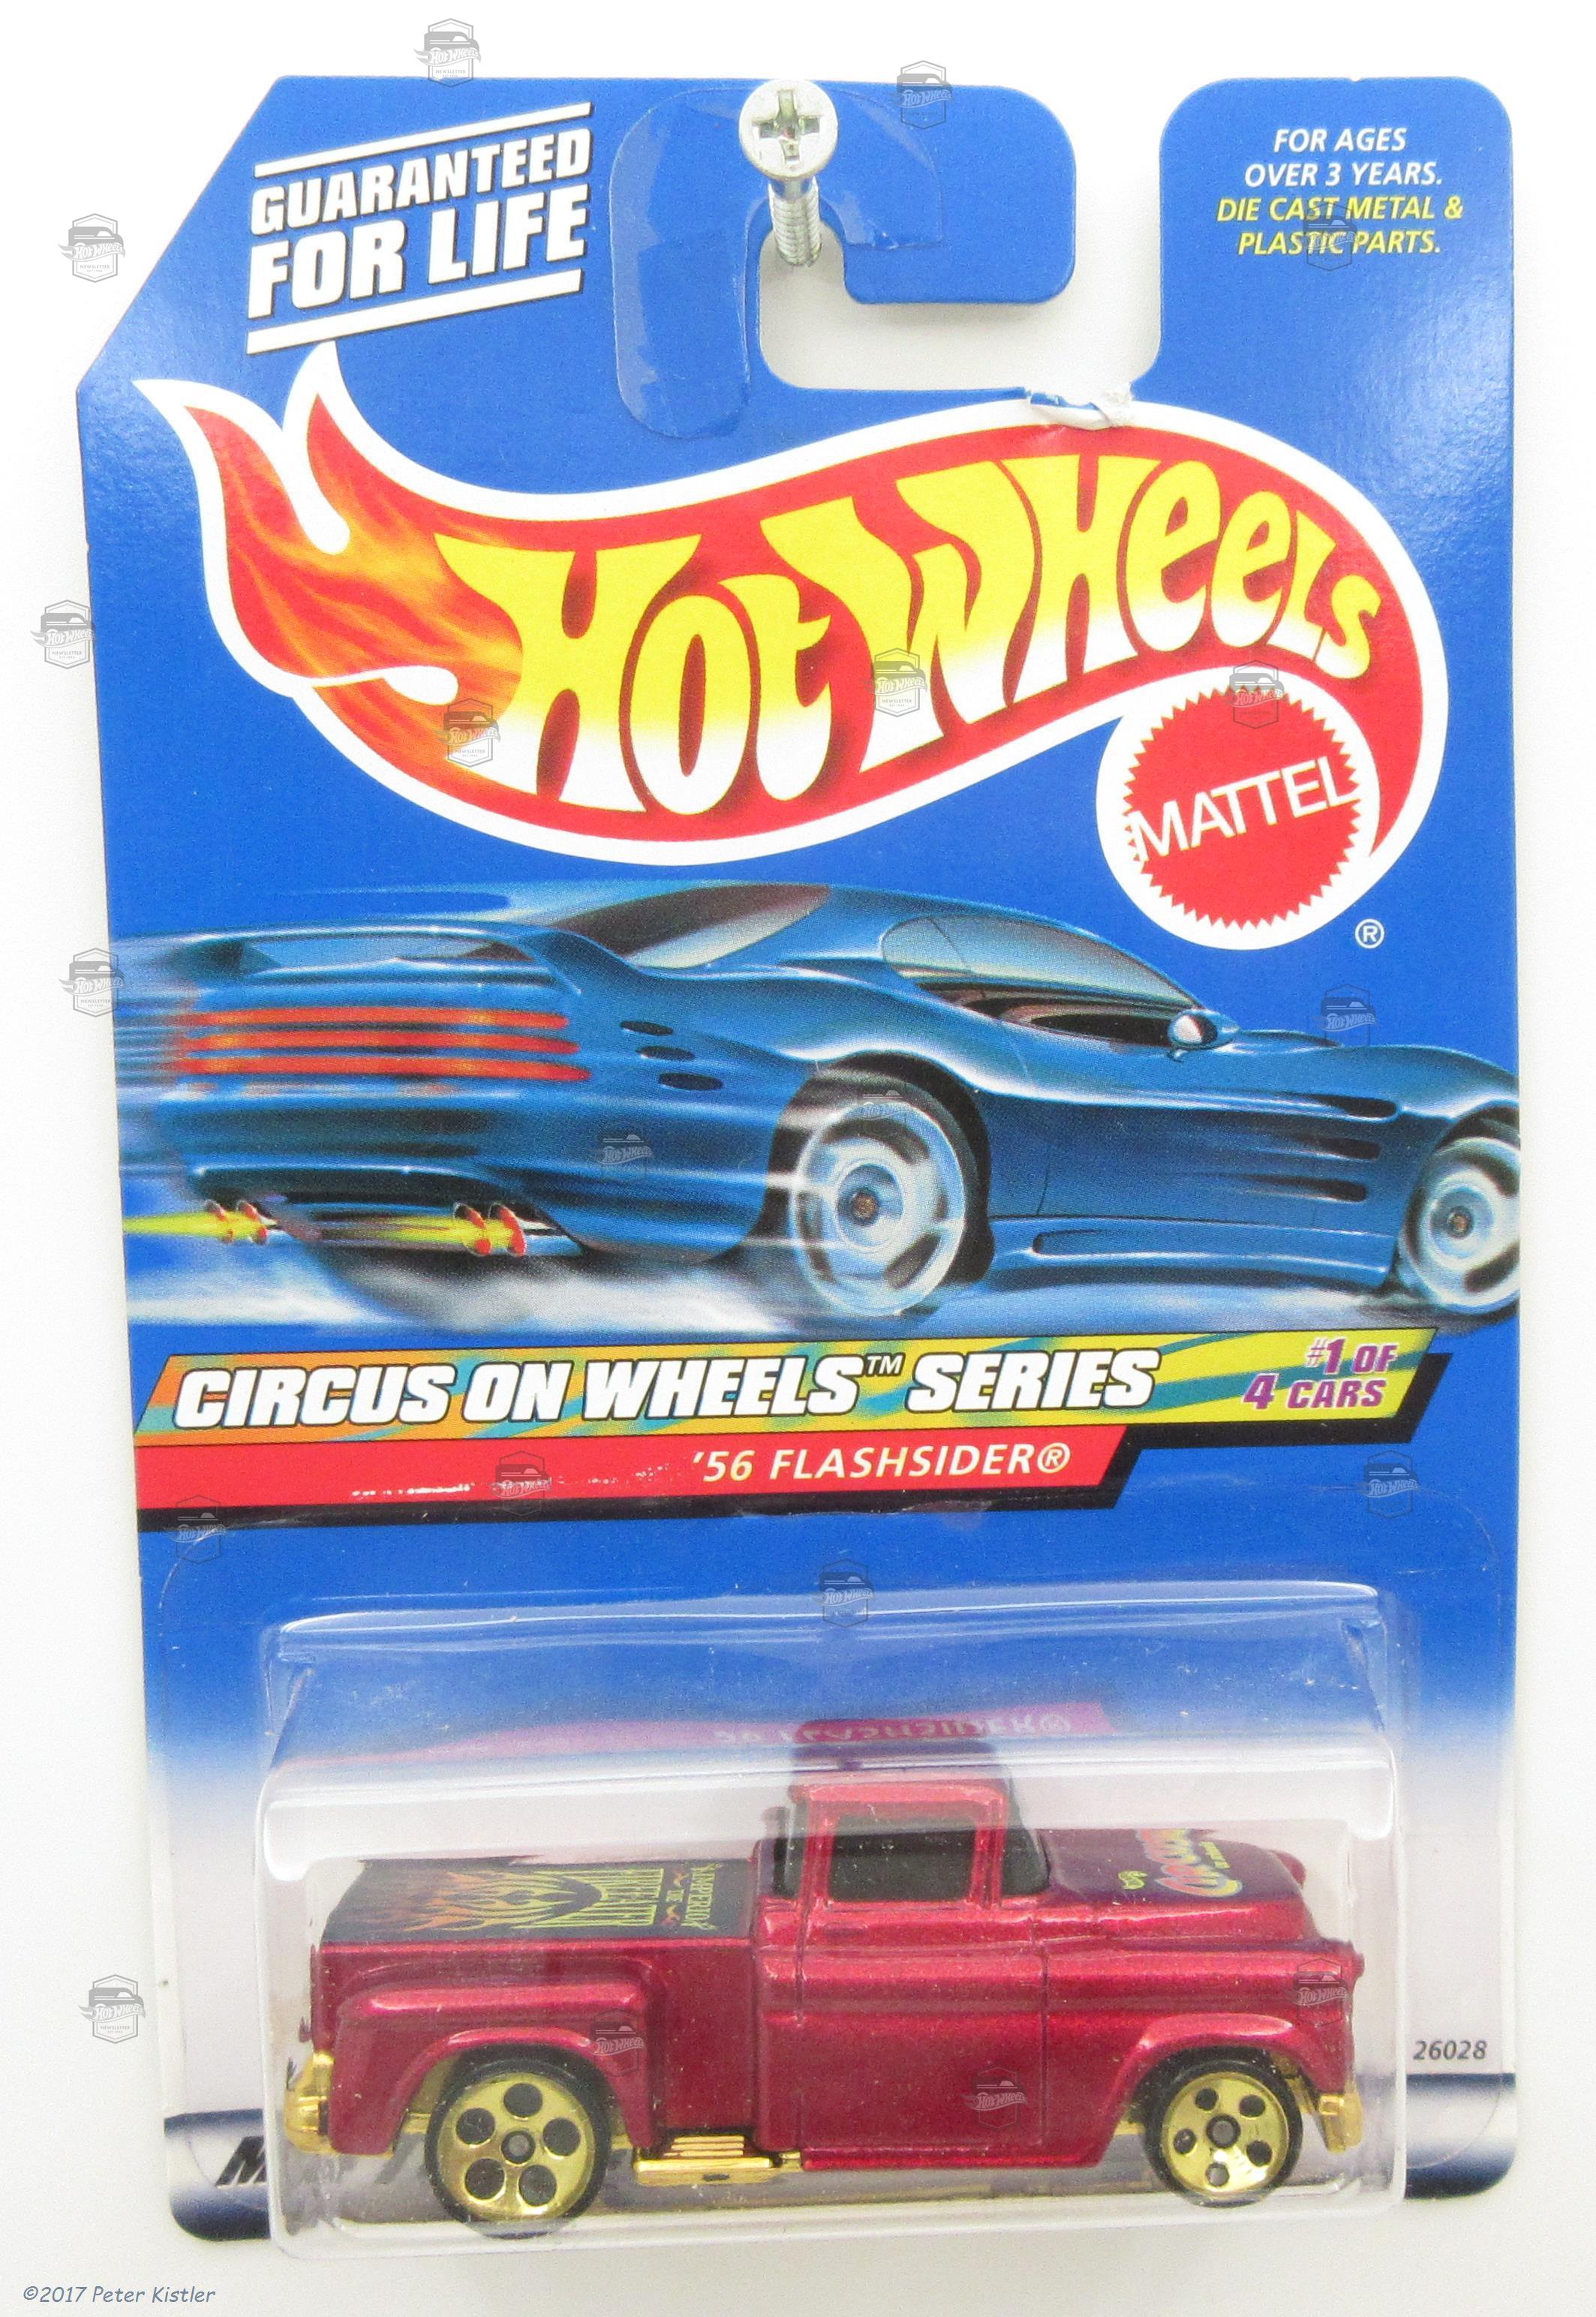 GUARANTEED
FOR LIFE
FOR AGES
OVER 3 YEARS.
DIE CAST METAL &
PLASTIC PARTS.
Hot Wheels
MATTEL
®
CIRCUS ON WHEELS™ SERIES
#1 OF
4 CARS
'56 FLASHSIDER®
26028
©2017 Peter Kistler